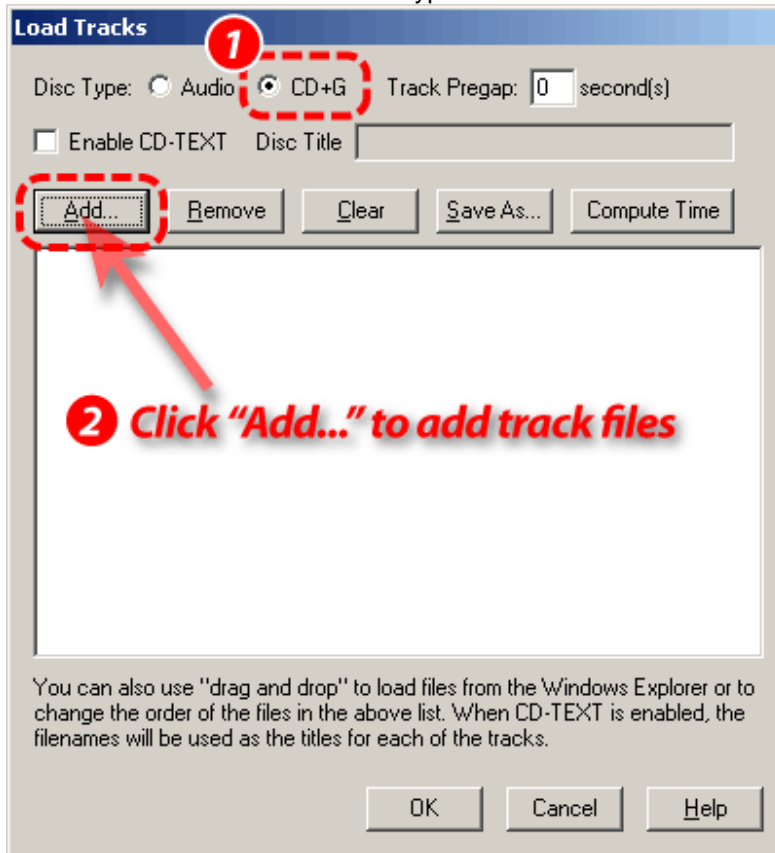 Load Tracks
1
Disc Type: Audio CD+G Track Pregap: 0 second(s)
Enable CD-TEXT Disc Title
Add... Remove Clear Save As... Compute Time
2 Click “Add...” to add track files
You can also use "drag and drop" to load files from the Windows Explorer or to
change the order of the files in the above list. When CD-TEXT is enabled, the
filenames will be used as the titles for each of the tracks.
OK Cancel Help